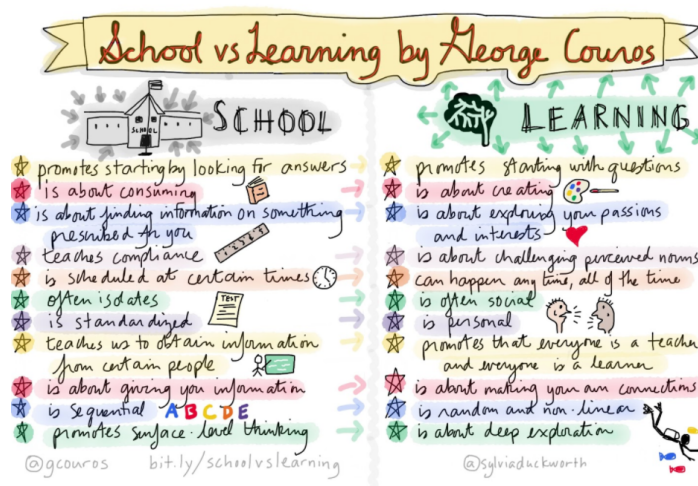 School vs Learning by George Couros
SCHOOL
promotes starting by looking for answers
is about consuming
is about finding information on something
prescribed for you
teaches compliance
is scheduled at certain times
often isolates
TEST
is standardized
teaches us to obtain information
from certain people
is about giving you information
is sequential ABCDE
promotes surface-level thinking
@gcouros bit.ly/schoolvslearning
SCHOOL
LEARNING
promotes starting with questions
is about creating
is about exploring your passions
and interests
is about challenging perceived norms
can happen any time, all of the time
is often social
is personal
promotes that everyone is a teacher
and everyone is a learner
is about making your own connections
is random and non-linear
is about deep exploration
@sylviaduckworth